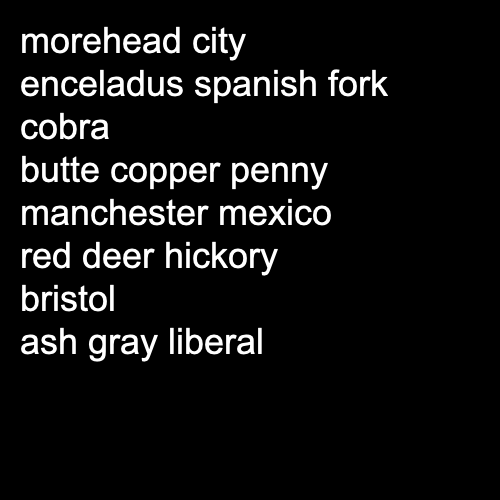 morehead city
enceladus spanish fork
cobra
butte copper penny
manchester mexico
red deer hickory
bristol
ash gray liberal